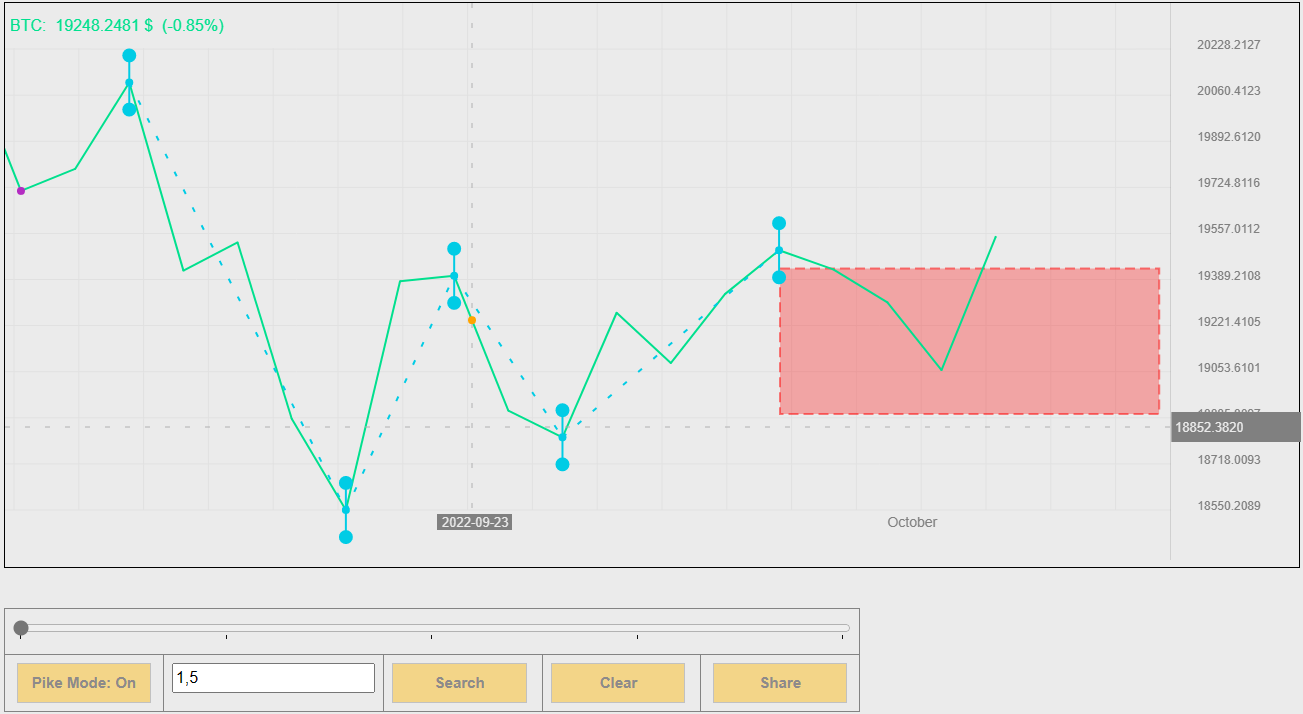 BTC: 19248.2481 $ (-0.85%)
20228.2127
20060.4123
19892.6120
19724.8116
19557.0112
19389.2108
19221.4105
19053.6101
18852.3820
18718.0093
18550.2089
2022-09-23
October
Pike Mode: On
1,5
Search
Clear
Share